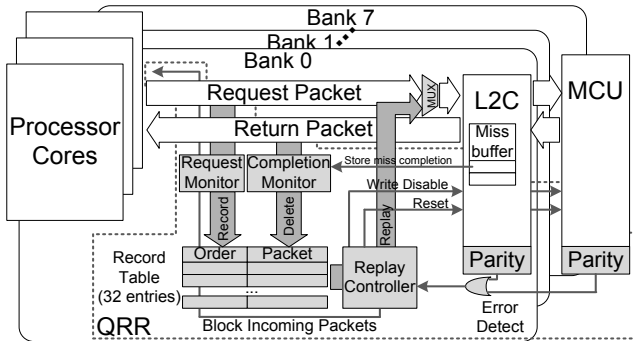 Bank 7
Bank 1
Bank 0
Request Packet
MUX
L2C
MCU
Processor
Cores
Return Packet
Miss
buffer
Request
Monitor
Completion
Monitor
Store miss completion
Write Disable
Reset
Record
Delete
Replay
Record
Table
(32 entries)
Order
Packet
...
Replay
Controller
Parity
Parity
Error
Detect
QRR
Block Incoming Packets